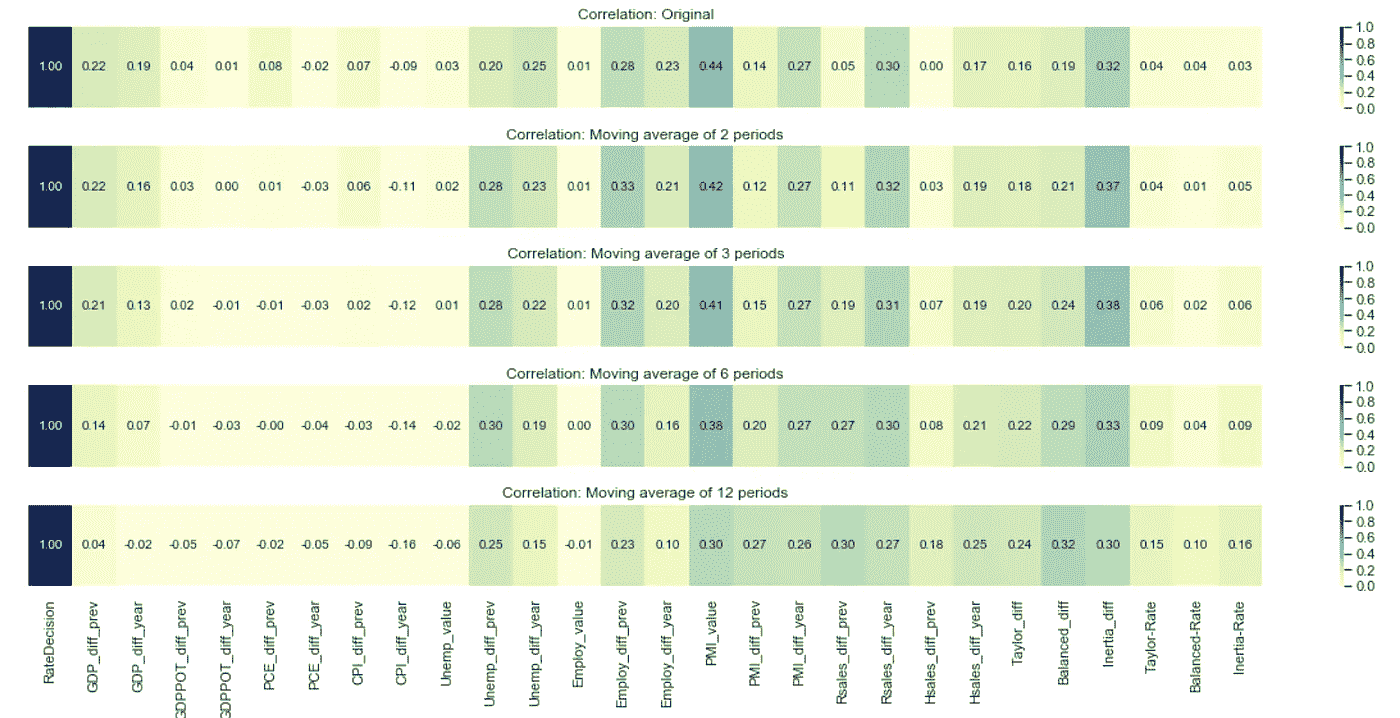 Correlation: Original
1.00 0.22 0.19 0.04 0.01 0.08 -0.02 0.07 -0.09 0.03 0.20 0.25 0.01 0.28 0.23 0.44 0.14 0.27 0.05 0.30 0.00 0.17 0.16 0.19 0.32 0.04 0.04 0.03
1.0
0.8
0.6
0.4
0.2
0.0
Correlation: Moving average of 2 periods
1.00 0.22 0.16 0.03 0.00 0.01 -0.03 0.06 -0.11 0.02 0.28 0.23 0.01 0.33 0.21 0.42 0.12 0.27 0.11 0.32 0.03 0.19 0.18 0.21 0.37 0.04 0.01 0.05
1.0
0.8
0.6
0.4
0.2
0.0
Correlation: Moving average of 3 periods
1.00 0.21 0.13 0.02 -0.01 -0.01 -0.03 0.02 -0.12 0.01 0.28 0.22 0.01 0.32 0.20 0.41 0.15 0.27 0.19 0.31 0.07 0.19 0.20 0.24 0.38 0.06 0.02 0.06
1.0
0.8
0.6
0.4
0.2
0.0
Correlation: Moving average of 6 periods
1.00 0.14 0.07 -0.01 -0.03 -0.00 -0.04 -0.03 -0.14 -0.02 0.30 0.19 0.00 0.30 0.16 0.38 0.20 0.27 0.27 0.30 0.08 0.21 0.22 0.29 0.33 0.09 0.04 0.09
1.0
0.8
0.6
0.4
0.2
0.0
Correlation: Moving average of 12 periods
1.00 0.04 -0.02 -0.05 -0.07 -0.02 -0.05 -0.09 -0.16 -0.06 0.25 0.15 -0.01 0.23 0.10 0.30 0.27 0.26 0.30 0.27 0.18 0.25 0.24 0.32 0.30 0.15 0.10 0.16
1.0
0.8
0.6
0.4
0.2
0.0
RateDecision
GDP_diff_prev
GDP_diff_year
GDPPOT_diff_prev
GDPPOT_diff_year
PCE_diff_prev
PCE_diff_year
CPI_diff_prev
CPI_diff_year
Unemp_value
Unemp_diff_prev
Unemp_diff_year
Employ_value
Employ_diff_prev
Employ_diff_year
PMI_value
PMI_diff_prev
PMI_diff_year
Rsales_diff_prev
Rsales_diff_year
Hsales_diff_prev
Hsales_diff_year
Taylor_diff
Balanced_diff
Inertia_diff
Taylor-Rate
Balanced-Rate
Inertia-Rate